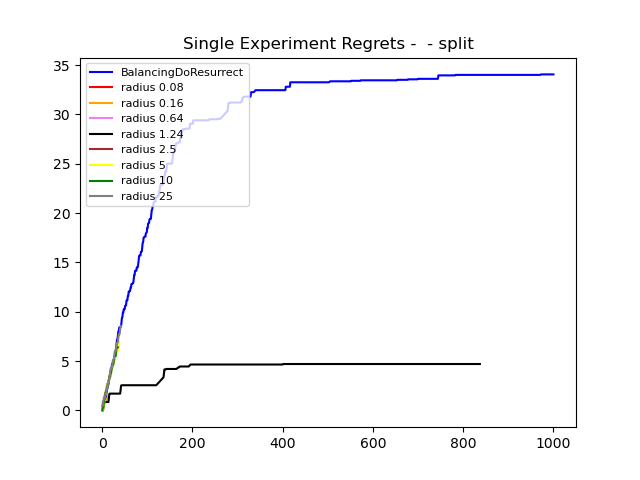 Single Experiment Regrets -  - split
35
30
25
20
15
10
5
0
BalancingDoResurrect
radius 0.08
radius 0.16
radius 0.64
radius 1.24
radius 2.5
radius 5
radius 10
radius 25
0 200 400 600 800 1000